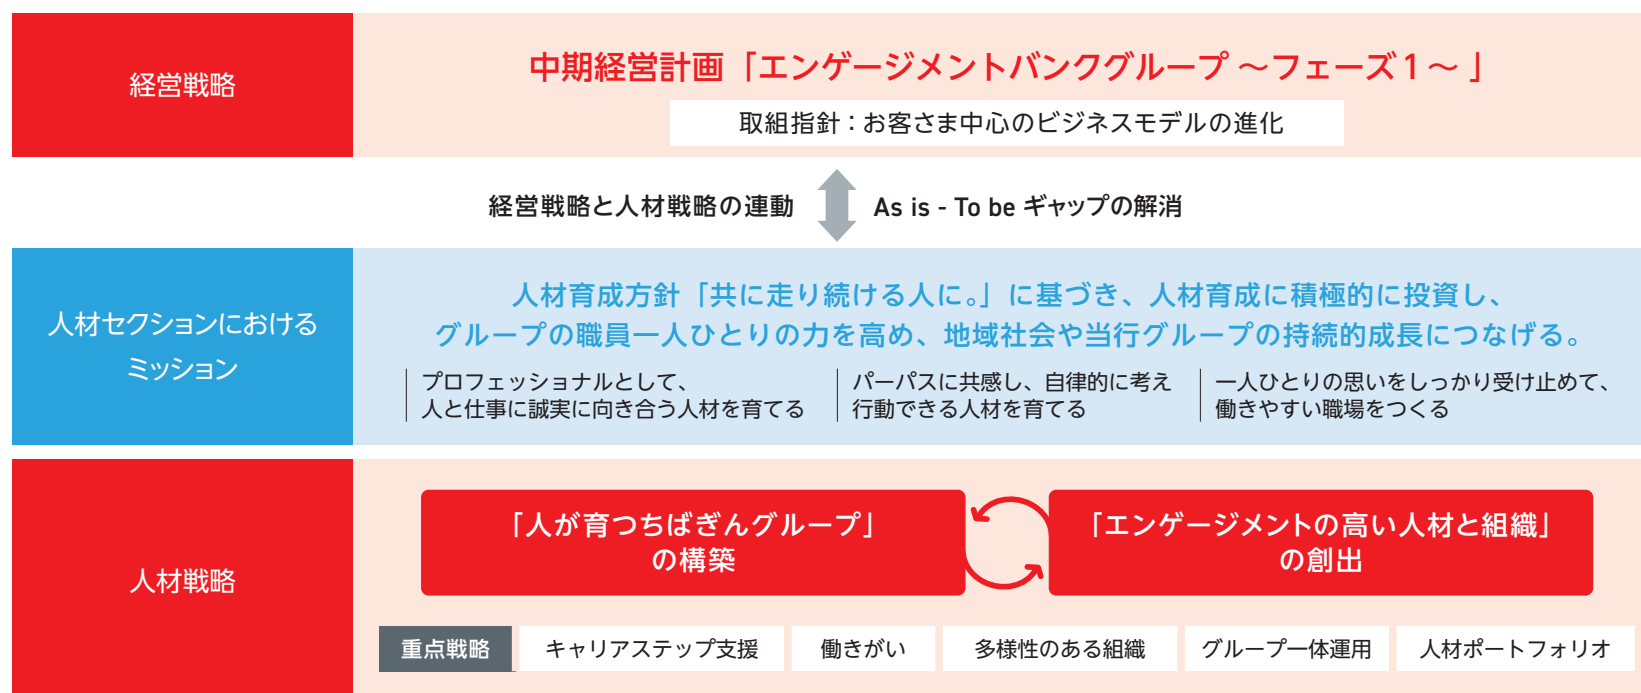 経営戦略
中期経営計画「エンゲージメントバンクグループ ～フェーズ1～ 」
取組指針：お客さま中心のビジネスモデルの進化
経営戦略と人材戦略の連動
As is - To be ギャップの解消
人材セクションにおける
ミッション
人材育成方針「共に走り続ける人に。」に基づき、人材育成に積極的に投資し、
グループの職員一人ひとりの力を高め、地域社会や当行グループの持続的成長につなげる。
プロフェッショナルとして、
人と仕事に誠実に向き合う人材を育てる
パーパスに共感し、自律的に考え
行動できる人材を育てる
一人ひとりの思いをしっかり受け止めて、
働きやすい職場をつくる
人材戦略
「人が育つちばぎんグループ」
の構築
「エンゲージメントの高い人材と組織」
の創出
重点戦略
キャリアステップ支援
働きがい
多様性のある組織
グループ一体運用
人材ポートフォリオ